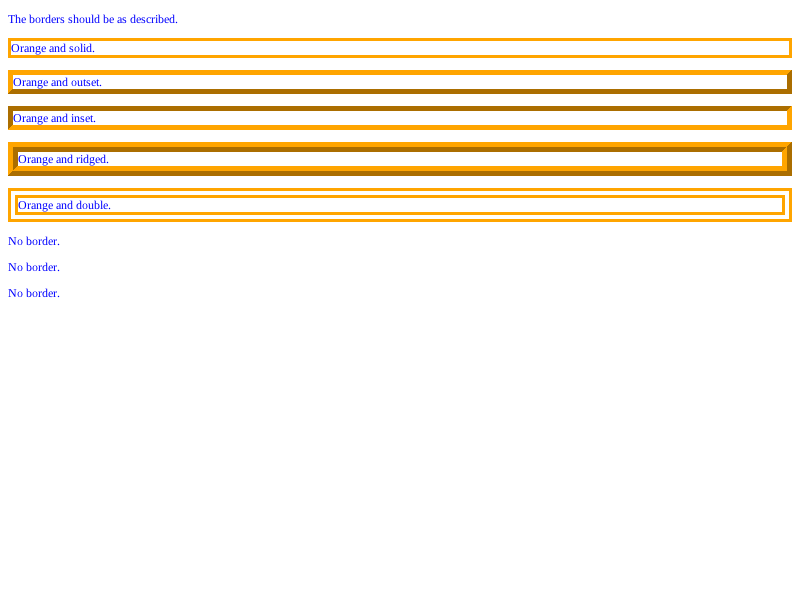 The borders should be as described.
Orange and solid.
Orange and outset.
Orange and inset.
Orange and ridged.
Orange and double.
No border.
No border.
No border.